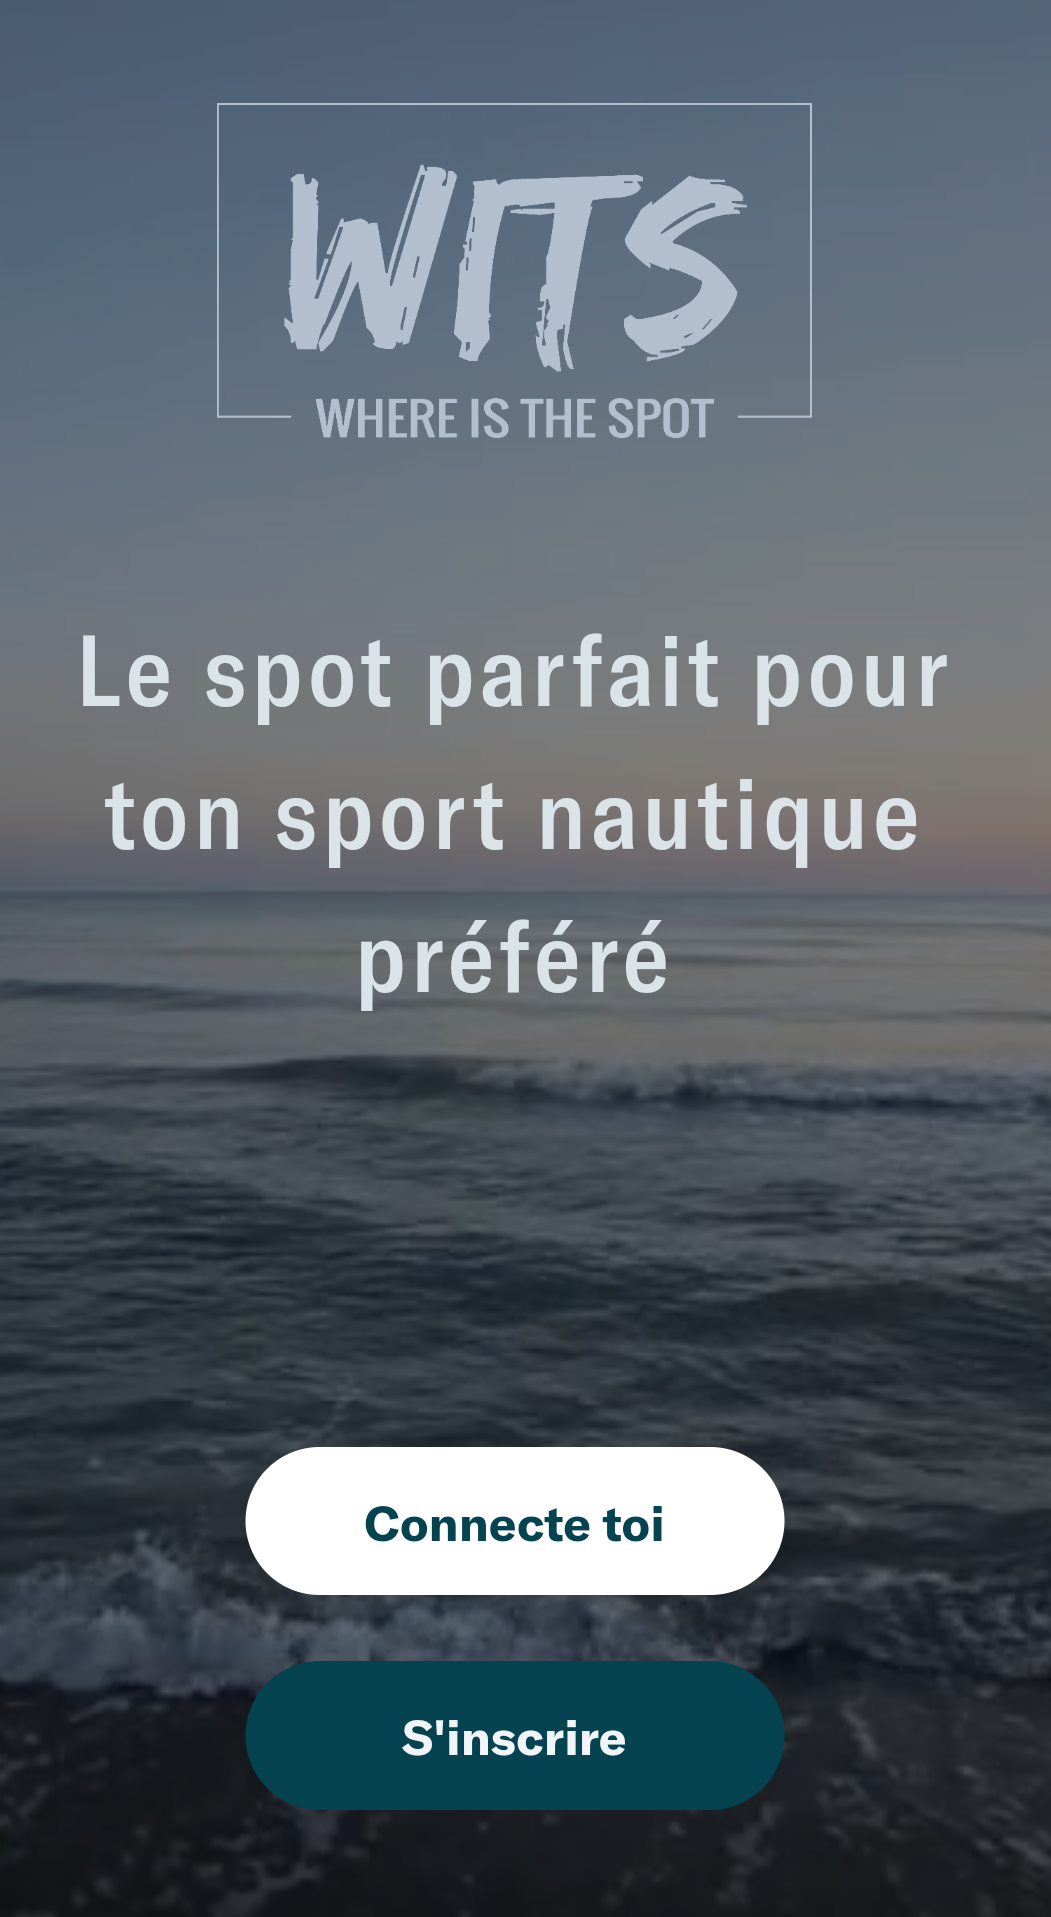 WITS
WHERE IS THE SPOT
Le spot parfait pour
ton sport nautique
préféré
Connecte toi
S'inscrire